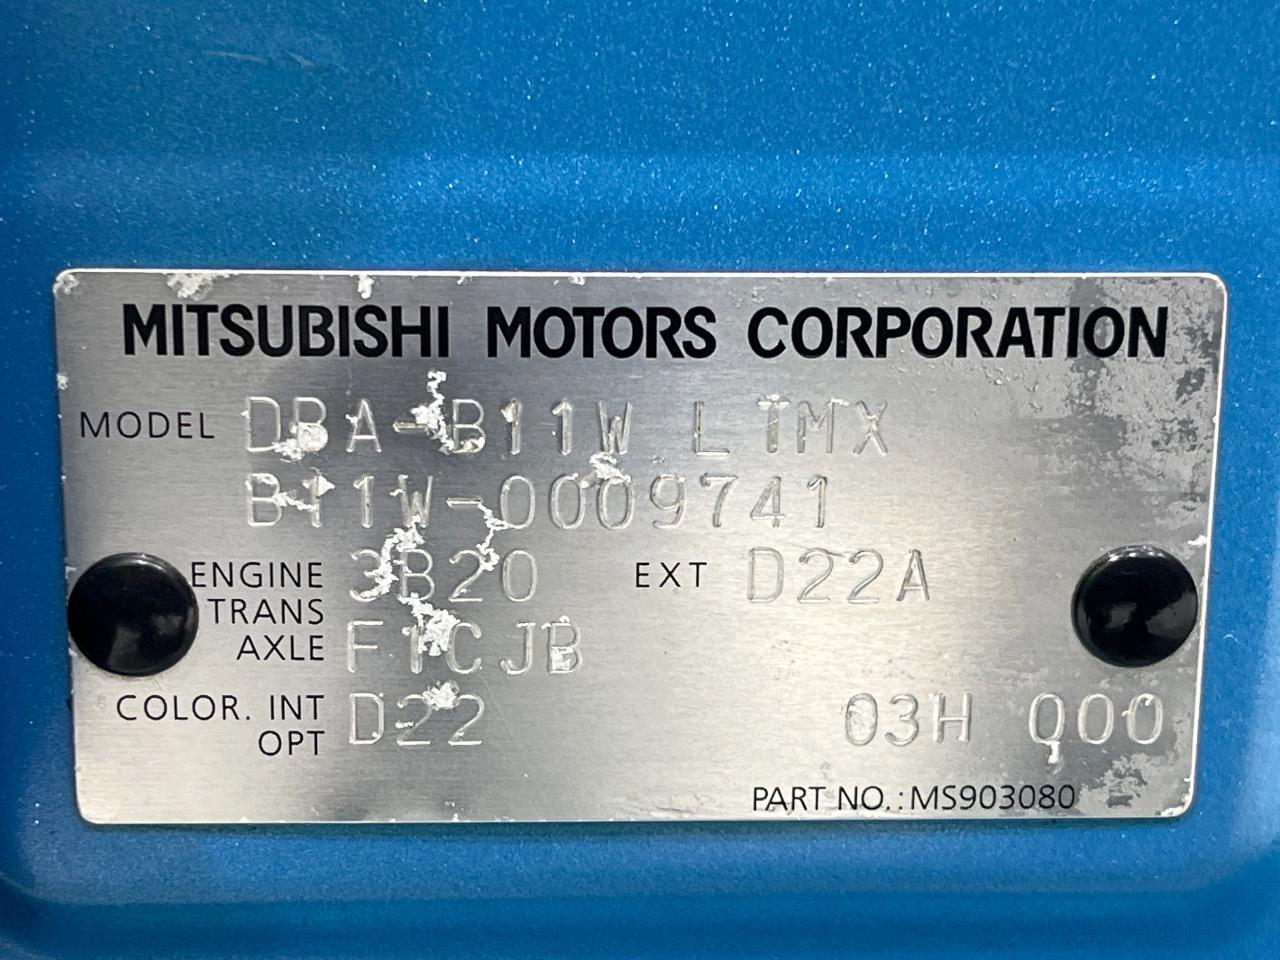 MITSUBISHI MOTORS CORPORATION
MODEL DBA-B11W LTMX
B11W-0009741
ENGINE 3B20 EXT D22A
TRANS
AXLE F1CJB
COLOR. INT D22 03H 000
OPT
PART NO.: MS903080